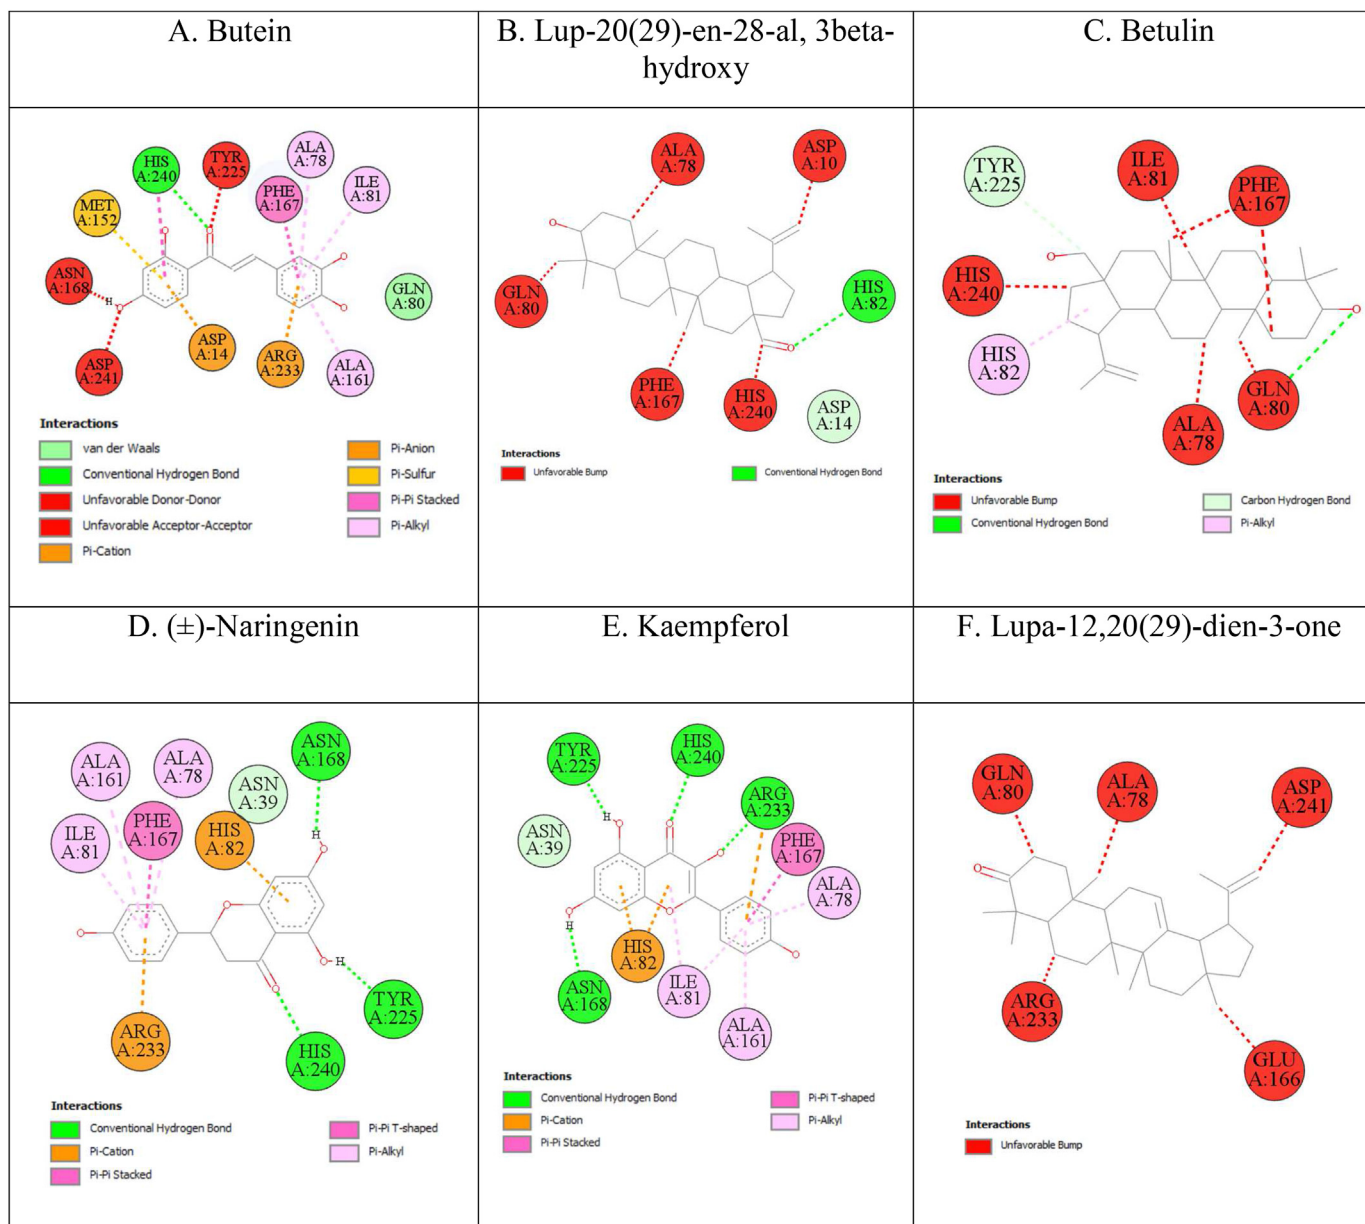 A. Butein
B. Lup-20(29)-en-28-al, 3beta-
hydroxy
C. Betulin
HIS
A:240
TYR
A:225
ALA
A:78
PHE
A:167
ILE
A:81
MET
A:152
ASN
A:168
H
O
O
O
O
O
GLN
A:80
ASP
A:241
ASP
A:14
ARG
A:233
ALA
A:161
Interactions
van der Waals
Conventional Hydrogen Bond
Unfavorable Donor-Donor
Unfavorable Acceptor-Acceptor
Pi-Cation
Pi-Anion
Pi-Sulfur
Pi-Pi Stacked
Pi-Alkyl
ALA
A:78
ASP
A:10
O
GLN
A:80
HIS
A:82
O
PHE
A:167
HIS
A:240
ASP
A:14
Interactions
Unfavorable Bump
Conventional Hydrogen Bond
TYR
A:225
ILE
A:81
PHE
A:167
O
HIS
A:240
O
HIS
A:82
GLN
A:80
ALA
A:78
Interactions
Unfavorable Bump
Conventional Hydrogen Bond
Carbon Hydrogen Bond
Pi-Alkyl
D. (±)-Naringenin
E. Kaempferol
F. Lupa-12,20(29)-dien-3-one
ALA
A:161
ALA
A:78
ASN
A:168
ASN
A:39
ILE
A:81
PHE
A:167
HIS
A:82
H
O
O
O
O
H
O
TYR
A:225
ARG
A:233
HIS
A:240
Interactions
Conventional Hydrogen Bond
Pi-Cation
Pi-Pi Stacked
Pi-Pi T-shaped
Pi-Alkyl
TYR
A:225
HIS
A:240
ARG
A:233
H
O
O
O
ASN
A:39
PHE
A:167
ALA
A:78
O
H
O
O
HIS
A:82
ASN
A:168
ILE
A:81
ALA
A:161
Interactions
Conventional Hydrogen Bond
Pi-Cation
Pi-Pi Stacked
Pi-Pi T-shaped
Pi-Alkyl
GLN
A:80
ALA
A:78
ASP
A:241
O
ARG
A:233
GLU
A:166
Interactions
Unfavorable Bump